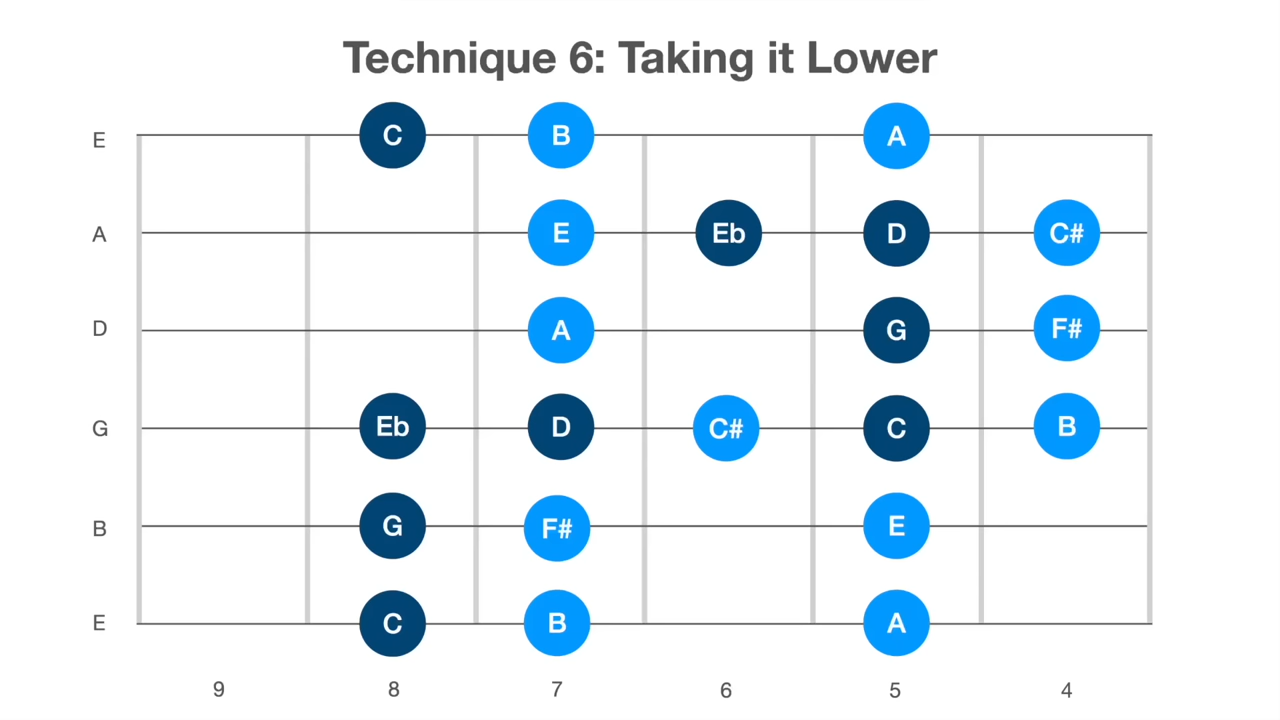 Technique 6: Taking it Lower
E C B A
A E Eb D C#
D A G F#
G Eb D C# C B
B G F# E
E C B A
9 8 7 6 5 4